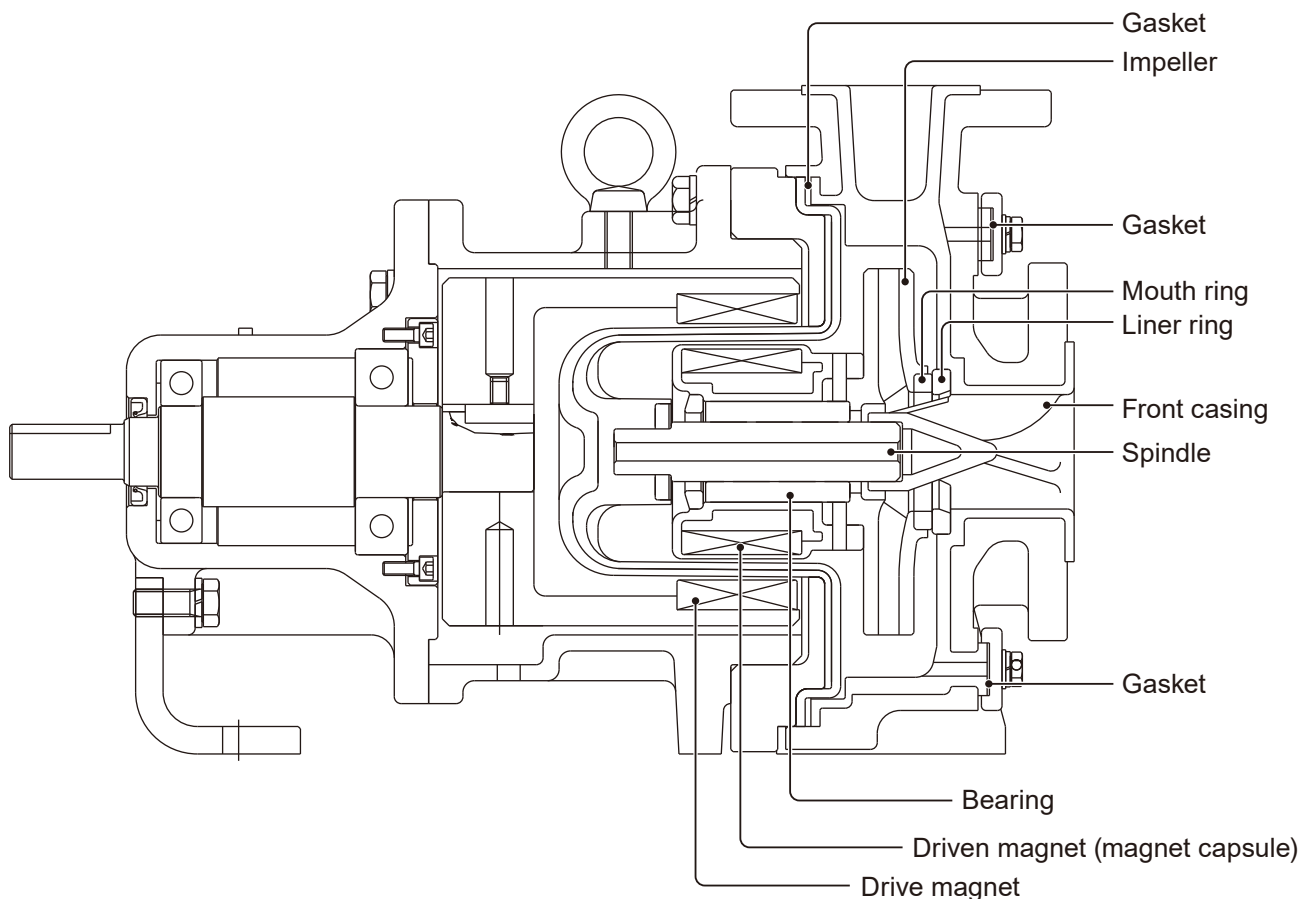 Gasket
Impeller
Gasket
Mouth ring
Liner ring
Front casing
Spindle
Gasket
Bearing
Driven magnet (magnet capsule)
Drive magnet